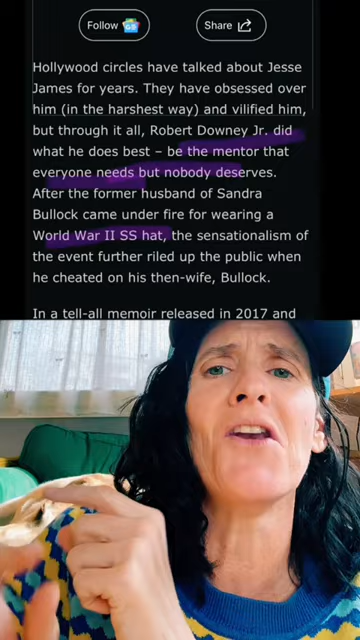 Follow
Share
Hollywood circles have talked about Jesse
James for years. They have obsessed over
him (in the harshest way) and vilified him,
but through it all, Robert Downey Jr. did
what he does best – be the mentor that
everyone needs but nobody deserves.
After the former husband of Sandra
Bullock came under fire for wearing a
World War II SS hat, the sensationalism of
the event further riled up the public when
he cheated on his then-wife, Bullock.
In a tell-all memoir released in 2017 and